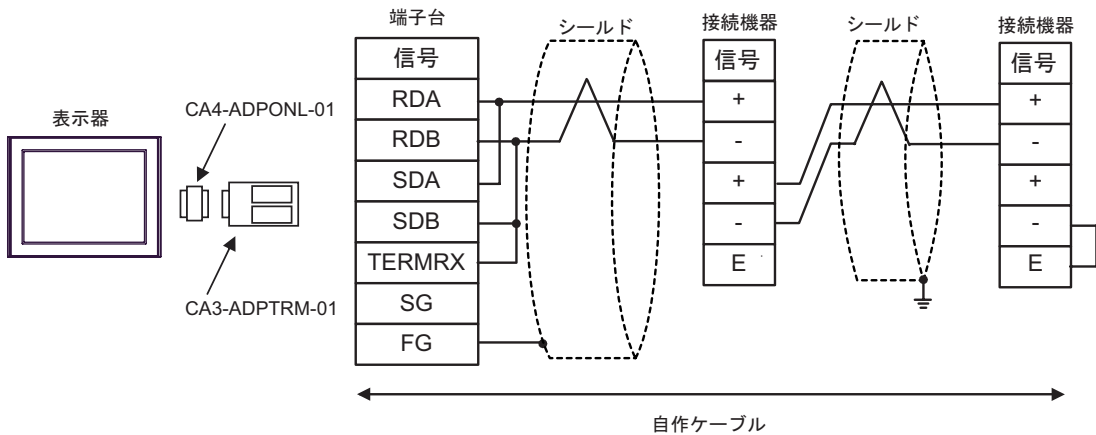 表示器
CA4-ADPONL-01
CA3-ADPTRM-01
端子台
信号
RDA
RDB
SDA
SDB
TERMRX
SG
FG
シールド
接続機器
信号
+
-
+
-
E
シールド
接続機器
信号
+
-
+
-
E
自作ケーブル